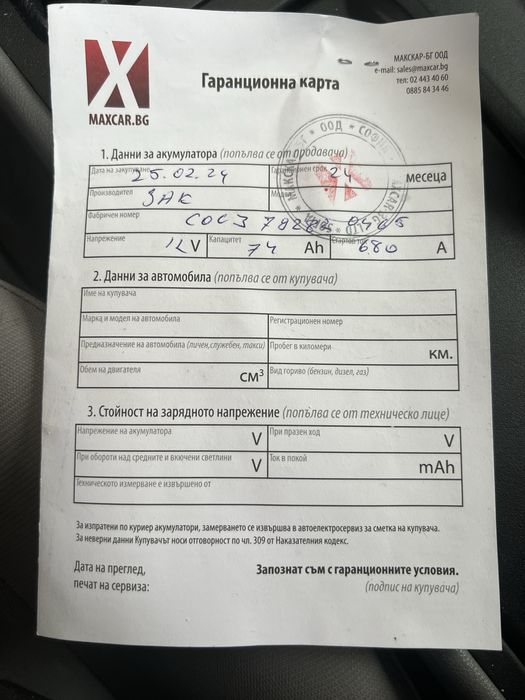 МАКСКАР-БГ ООД
e-mail: sales@maxcar.bg
тел: 02 443 40 60
0885 84 34 46
X
MAXCAR.BG
Гаранционна карта
1. Данни за акумулатора (попълва се от продавача)
Дата на закупуване 25.02.24 Гаранционен срок 24 месеца
Производител ЗАК
Фабричен номер
Напрежение 12 V Капацитет 74 Ah 680 A
ООД * СОФИЯ
2. Данни за автомобила (попълва се от купувача)
Име на купувача
Марка и модел на автомобила Регистрационен номер
Предназначение на автомобила (личен,служебен, такси) Пробег в киломери км.
Обем на двигателя см³ Вид гориво (бензин, дизел, газ)
3. Стойност на зарядното напрежение (попълва се от техническо лице)
Напрежение на акумулатора V При празен ход V
При обороти над средните и вкючени светлини V Ток в покой mAh
Техническото измерване е извършено от
За изпратени по куриер акумулатори, замерването се извършва в автоелектросервиз за сметка на купувача.
За неверни данни Купувачът носи отговорност по чл. 309 от Наказателния кодекс.
Дата на преглед,
печат на сервиза:
Запознат съм с гаранционните условия.
(подпис на купувача)